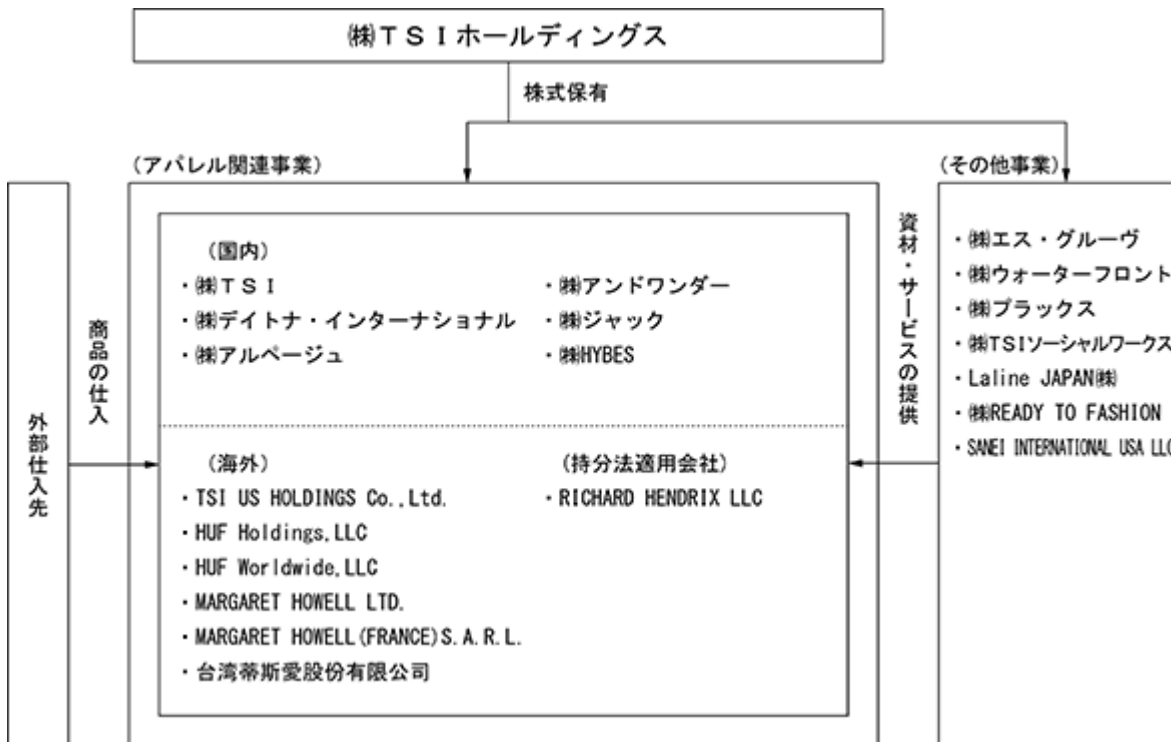 ㈱ＴＳＩホールディングス
株式保有
（アパレル関連事業）
（その他事業）
外部仕入先
商品の仕入
（国内）
・㈱ＴＳＩ
・㈱デイトナ・インターナショナル
・㈱アルページュ
・㈱アンドワンダー
・㈱ジャック
・㈱HYBES
（海外）
・TSI US HOLDINGS Co.,Ltd.
・HUF Holdings,LLC
・HUF Worldwide,LLC
・MARGARET HOWELL LTD.
・MARGARET HOWELL(FRANCE)S.A.R.L.
・台湾蒂斯愛股份有限公司
（持分法適用会社）
・RICHARD HENDRIX LLC
資材・サービスの提供
・㈱エス・グルーヴ
・㈱ウォーターフロント
・㈱プラックス
・㈱TSIソーシャルワークス
・Laline JAPAN㈱
・㈱READY TO FASHION
・SANEI INTERNATIONAL USA LLC